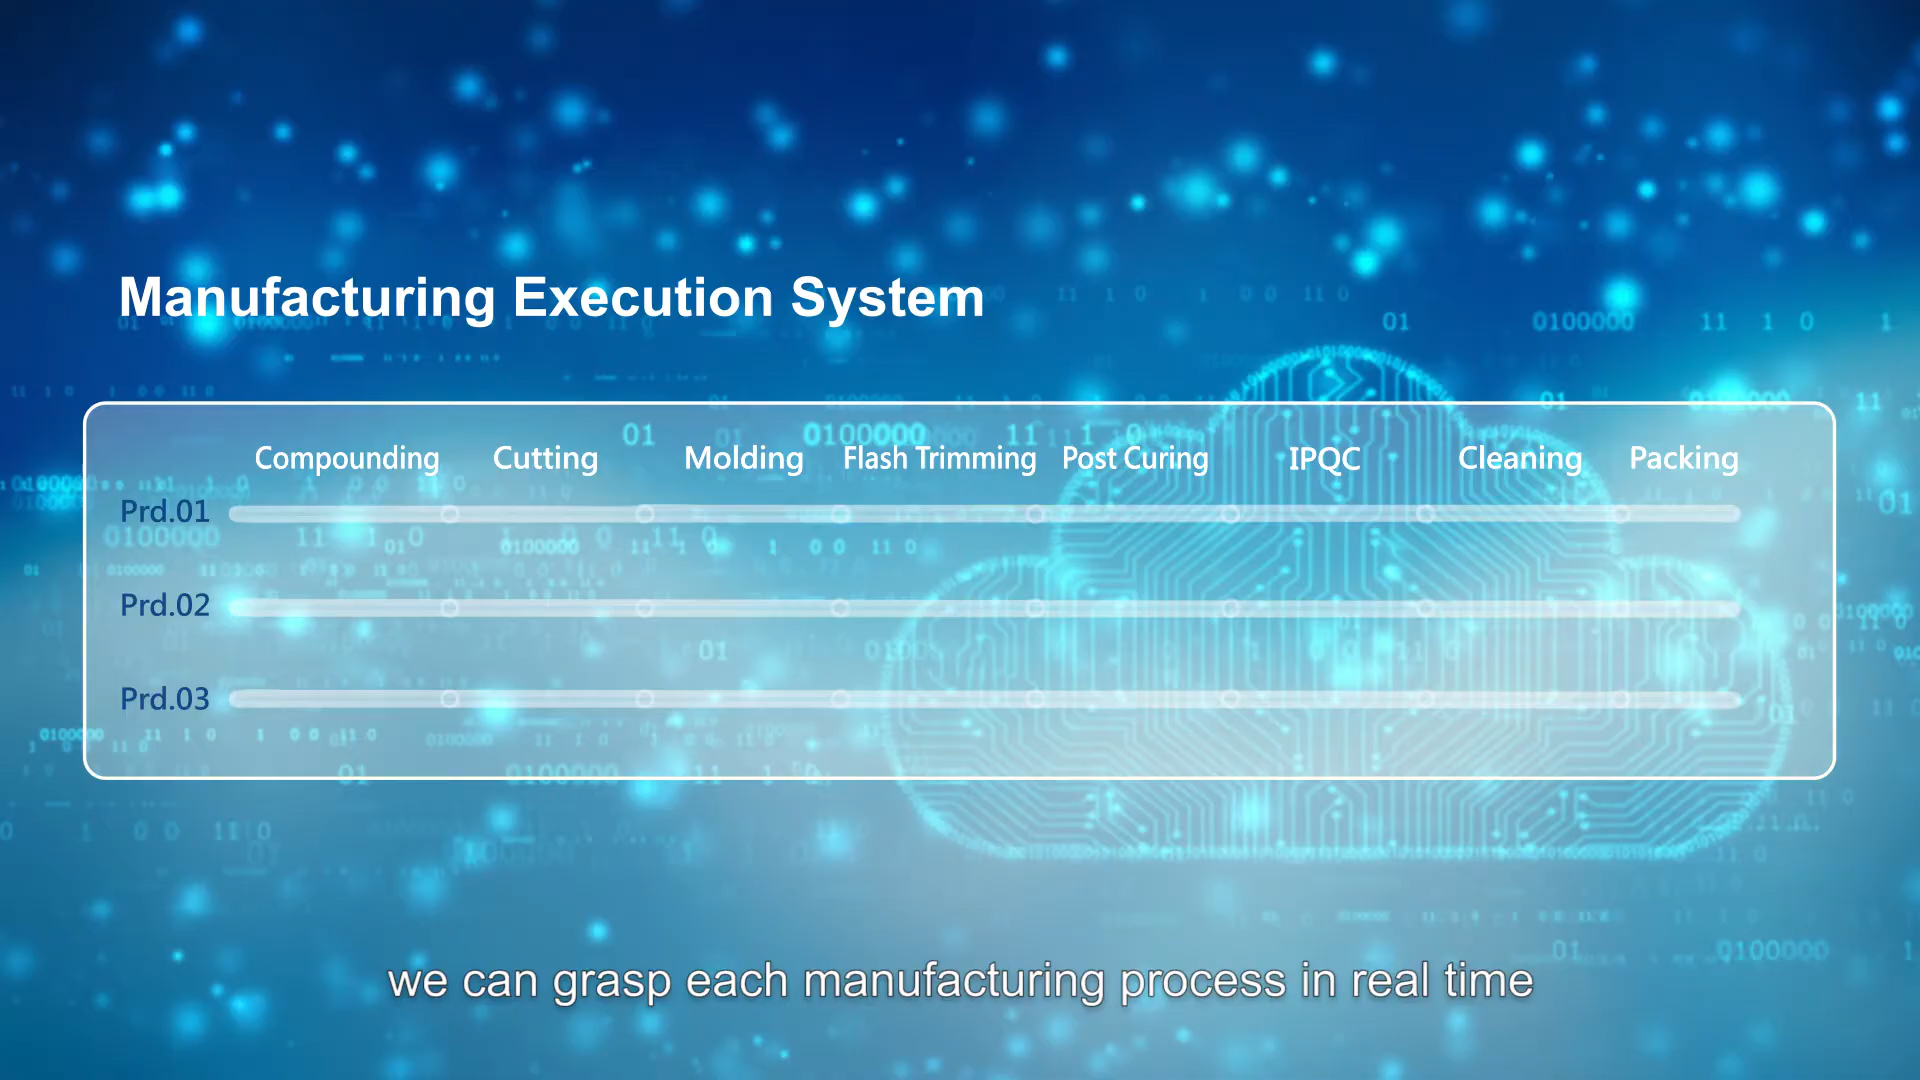 Manufacturing Execution System
Compounding Cutting Molding Flash Trimming Post Curing IPQC Cleaning Packing
Prd.01
Prd.02
Prd.03
we can grasp each manufacturing process in real time